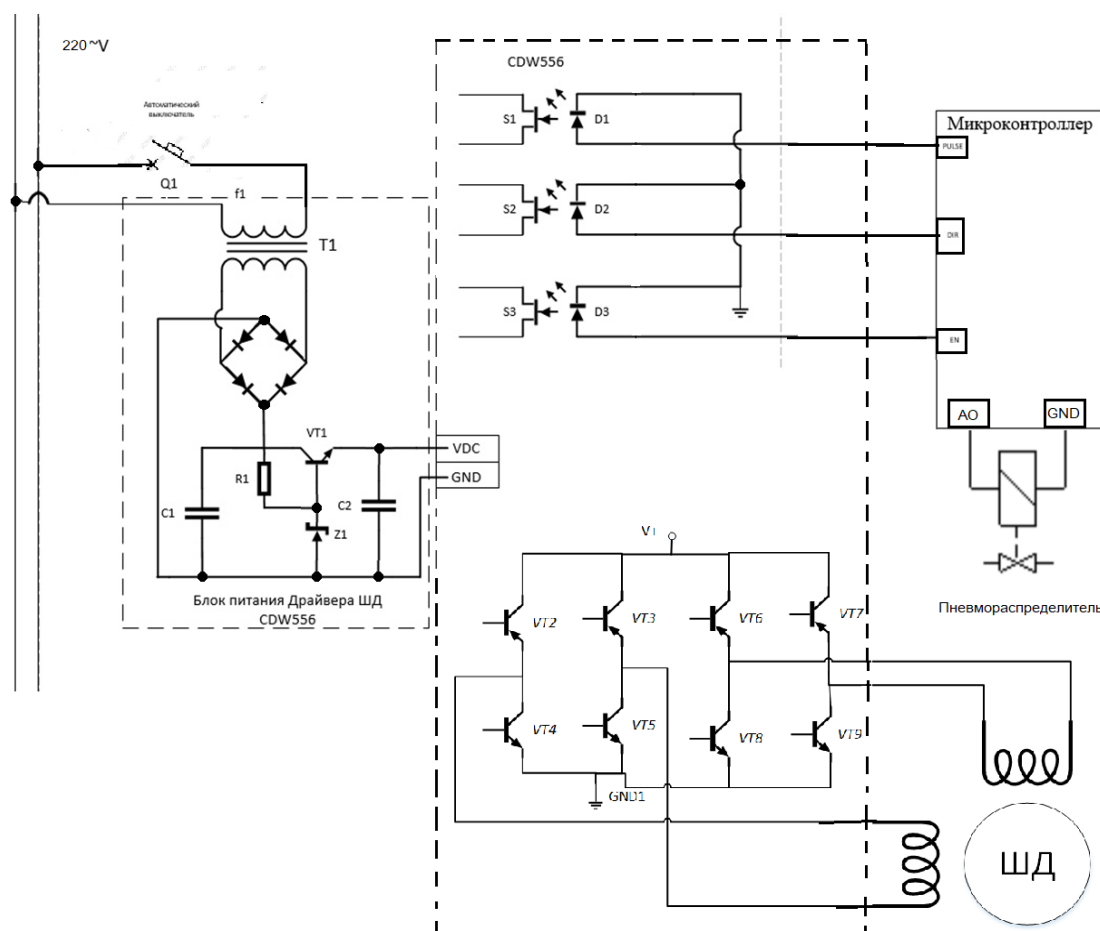 220~V
Автоматический
выключатель
Q1
f1
T1
VT1
R1
C1
C2
Z1
VDC
GND
Блок питания Драйвера ШД
CDW556
CDW556
S1
D1
S2
D2
S3
D3
Микроконтроллер
PULSE
DIR
EN
AO
GND
Пневмораспределитель
VT2
VT3
VT6
VT7
VT4
VT5
VT8
VT9
GND1
ШД